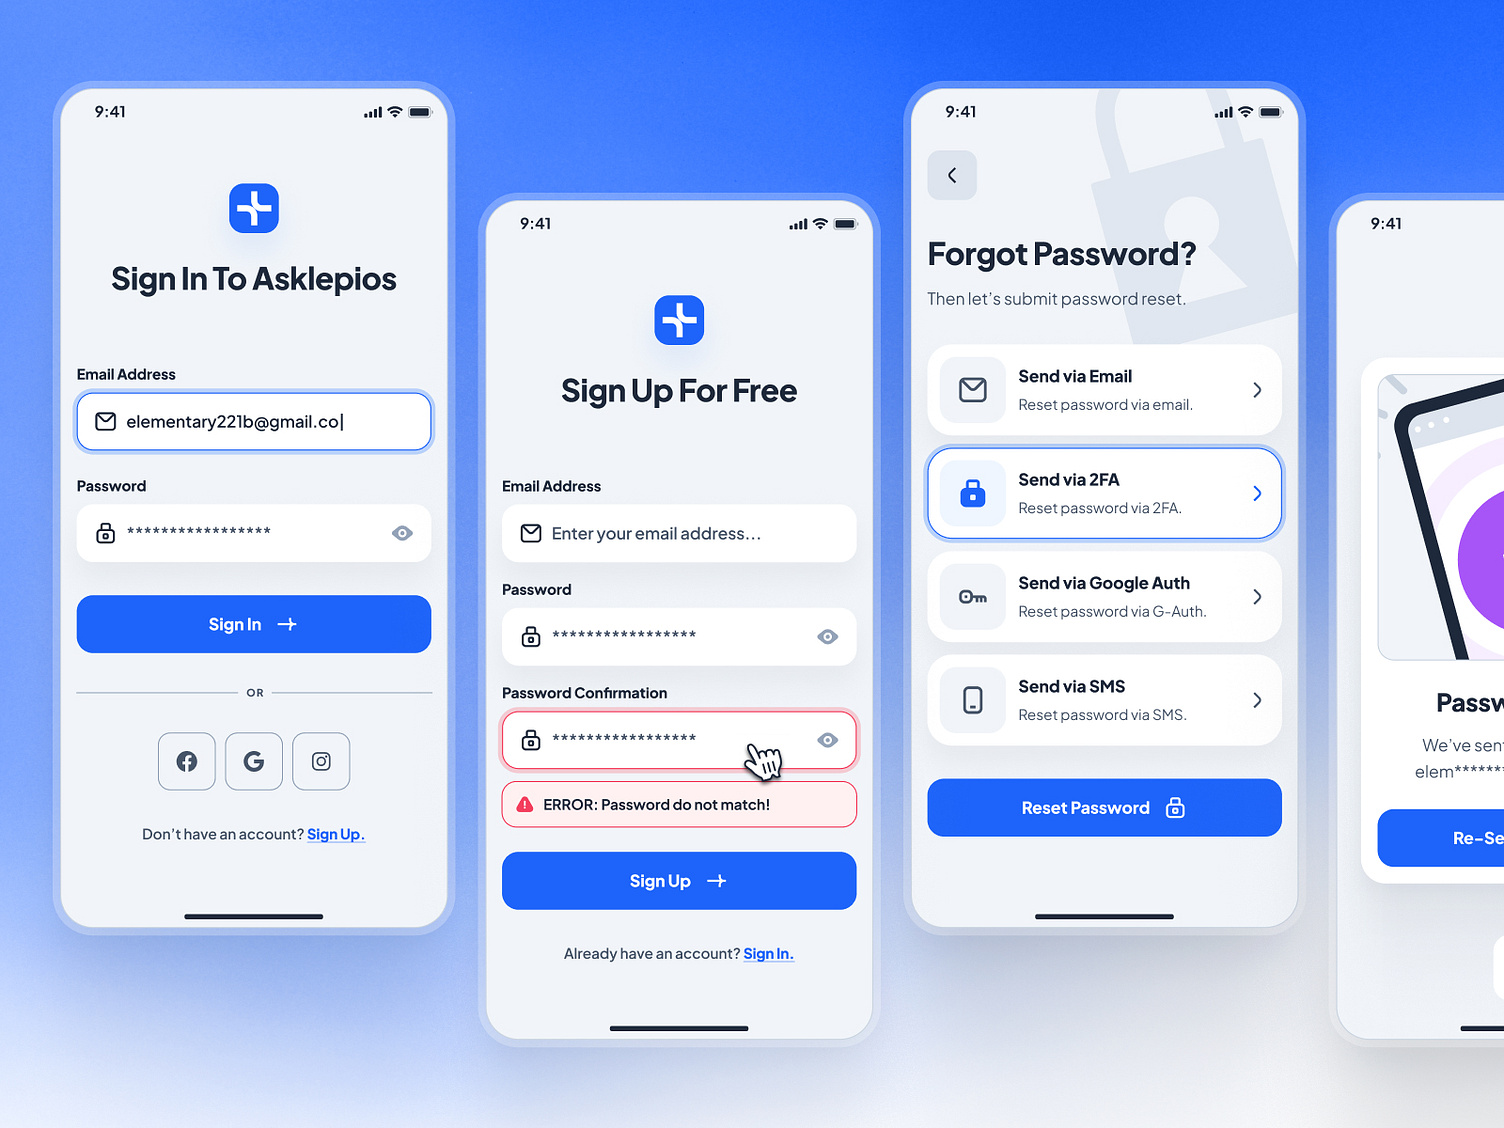 9:41
Sign In To Asklepios
Email Address
elementary221b@gmail.co
Password
*****************
Sign In
OR
Don't have an account? Sign Up.
9:41
Sign Up For Free
Email Address
Enter your email address...
Password
*****************
Password Confirmation
*****************
ERROR: Password do not match!
Sign Up
Already have an account? Sign In.
9:41
Forgot Password?
Then let's submit password reset.
Send via Email
Reset password via email.
Send via 2FA
Reset password via 2FA.
Send via Google Auth
Reset password via G-Auth.
Send via SMS
Reset password via SMS.
Reset Password
9:41
Passw
We've sen
elem*******
Re-Se